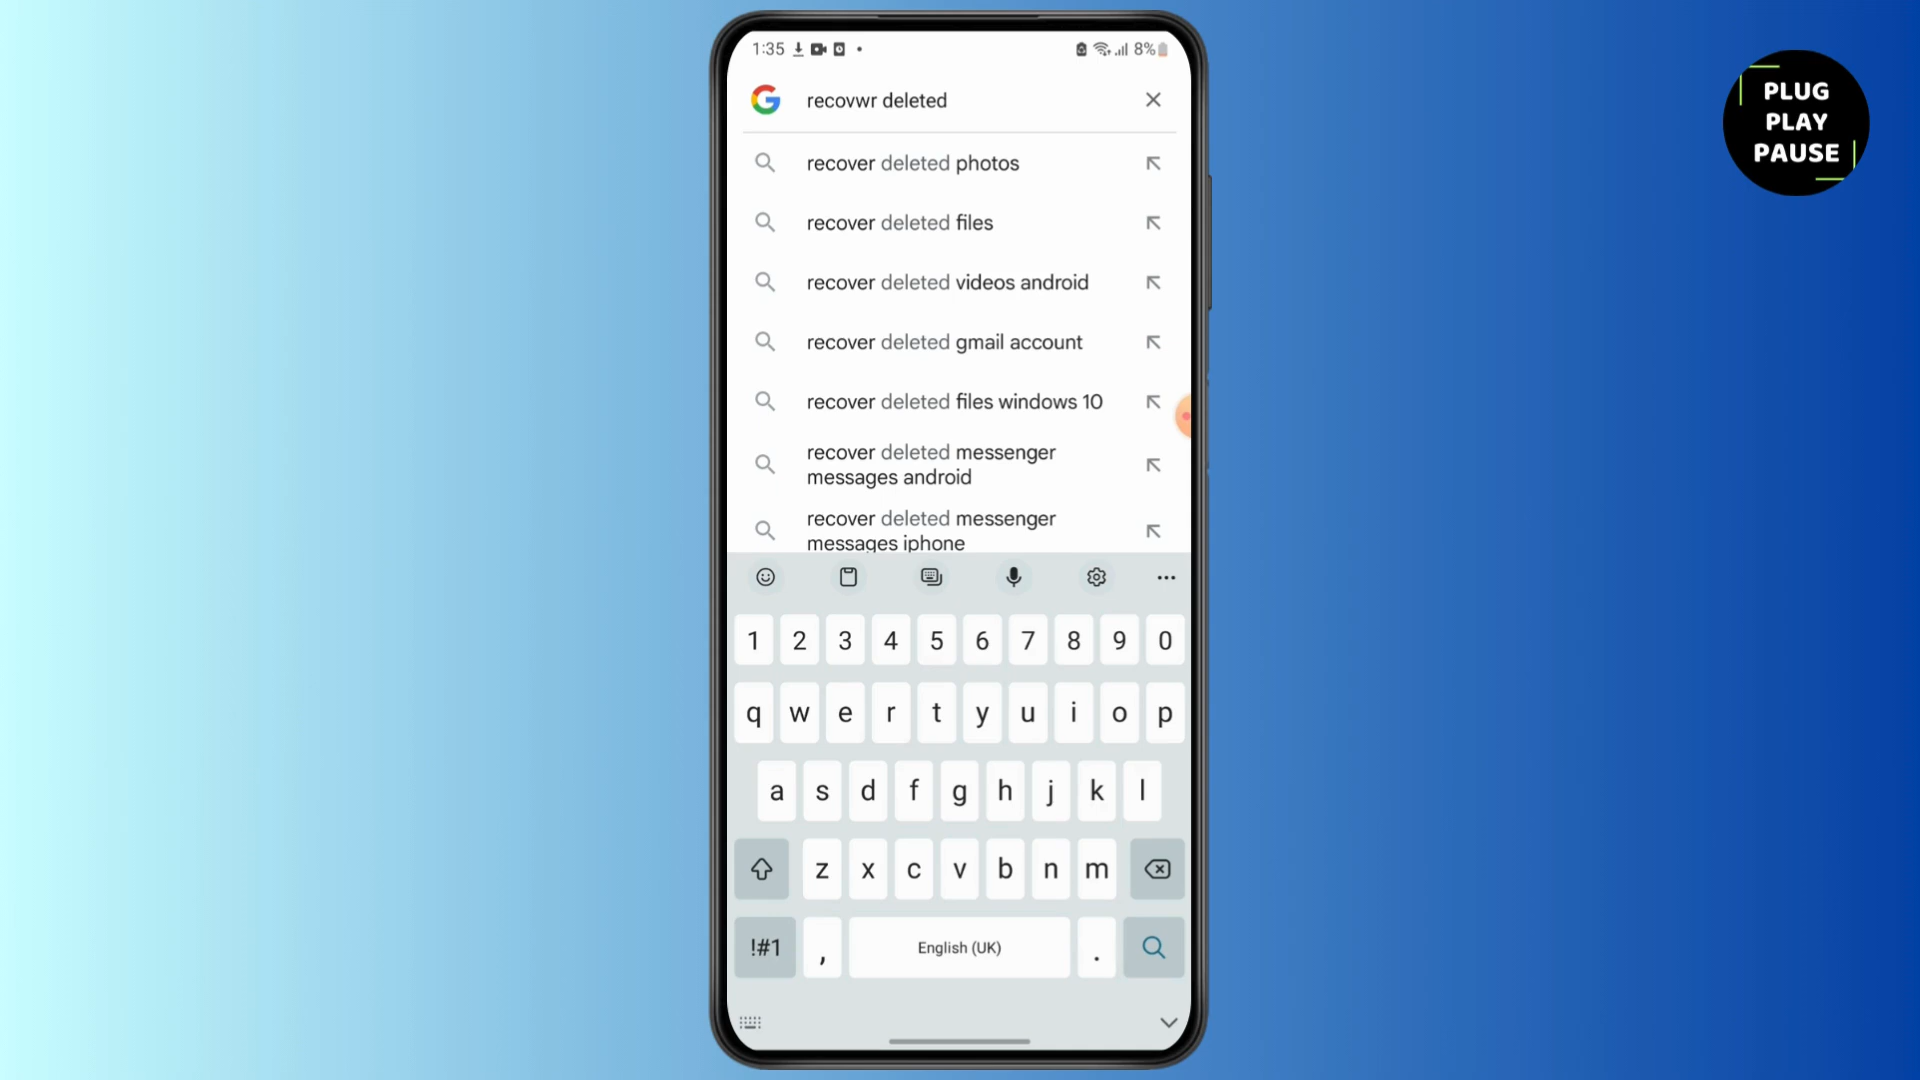 1:35
8%
PLUG
PLAY
PAUSE
recovwr deleted
recover deleted photos
recover deleted files
recover deleted videos android
recover deleted gmail account
recover deleted files windows 10
recover deleted messenger
messages android
recover deleted messenger
messages iphone
1 2 3 4 5 6 7 8 9 0
q w e r t y u i o p
a s d f g h j k l
z x c v b n m
!#1 , English (UK) .